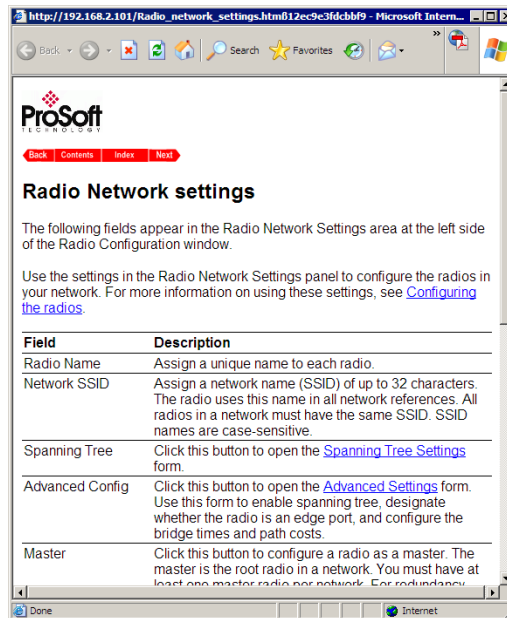 http://192.168.2.101/Radio_network_settings.htmß12ec9e3fdcbbf9 - Microsoft Intern...
Back Search Favorites »
ProSoft
TECHNOLOGY
Back Contents Index Next
Radio Network settings
The following fields appear in the Radio Network Settings area at the left side
of the Radio Configuration window.
Use the settings in the Radio Network Settings panel to configure the radios in
your network. For more information on using these settings, see Configuring
the radios.
Field Description
Radio Name Assign a unique name to each radio.
Network SSID Assign a network name (SSID) of up to 32 characters.
The radio uses this name in all network references. All
radios in a network must have the same SSID. SSID
names are case-sensitive.
Spanning Tree Click this button to open the Spanning Tree Settings
form.
Advanced Config Click this button to open the Advanced Settings form.
Use this form to enable spanning tree, designate
whether the radio is an edge port, and configure the
bridge times and path costs.
Master Click this button to configure a radio as a master. The
master is the root radio in a network. You must have at
least one master radio per network. For redundancy
Done Internet